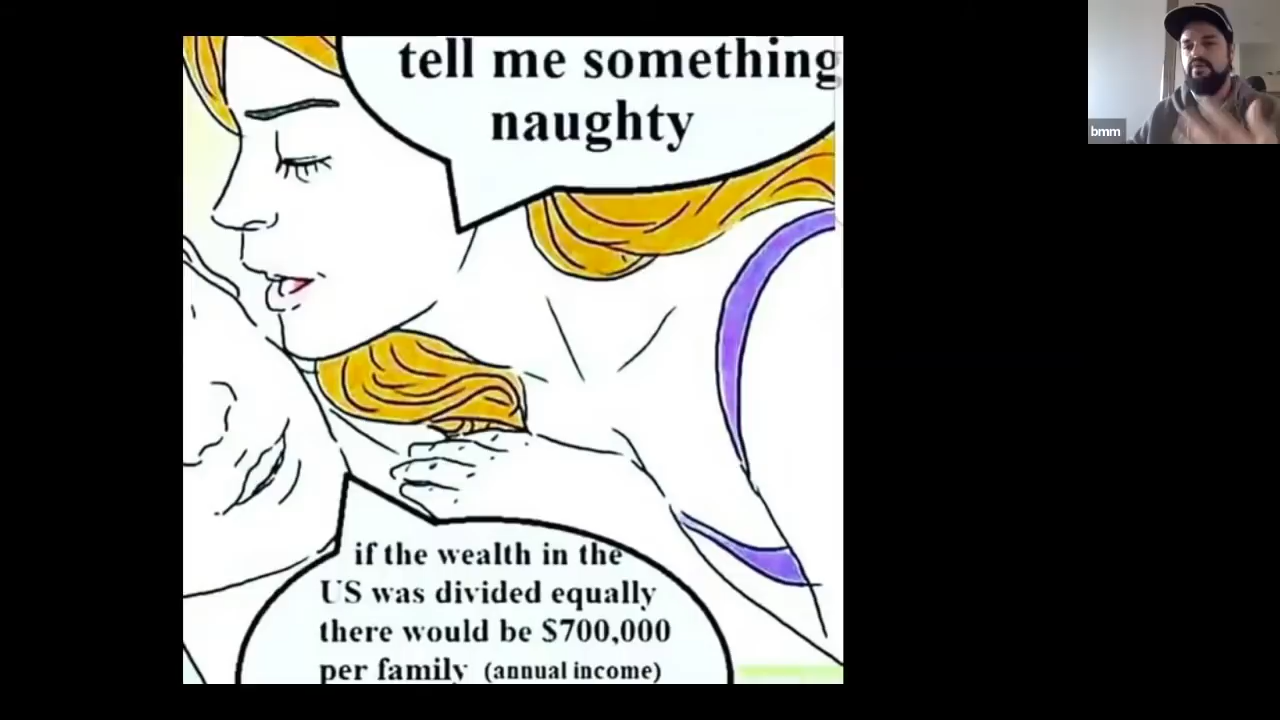 tell me something
naughty
bmm
if the wealth in the
US was divided equally
there would be $700,000
per family (annual income)